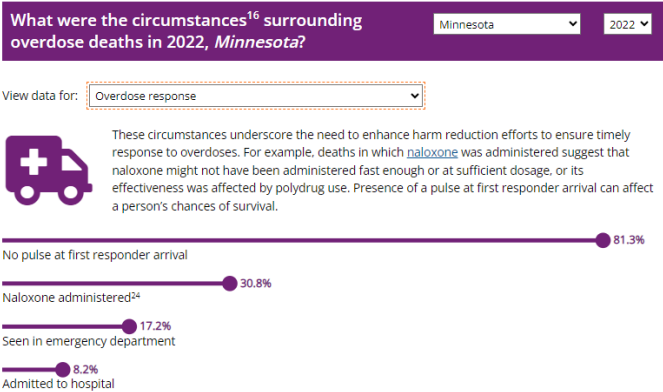 What were the circumstances¹⁶ surrounding
overdose deaths in 2022, Minnesota?
Minnesota
2022
View data for:
Overdose response
These circumstances underscore the need to enhance harm reduction efforts to ensure timely
response to overdoses. For example, deaths in which naloxone was administered suggest that
naloxone might not have been administered fast enough or at sufficient dosage, or its
effectiveness was affected by polydrug use. Presence of a pulse at first responder arrival can affect
a person’s chances of survival.
81.3%
No pulse at first responder arrival
30.8%
Naloxone administered²⁴
17.2%
Seen in emergency department
8.2%
Admitted to hospital